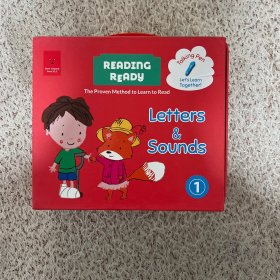 READING
READY
The Proven Method to Learn to Read
Talking Pen
Let's Learn
Together!
Letters
&
Sounds
1